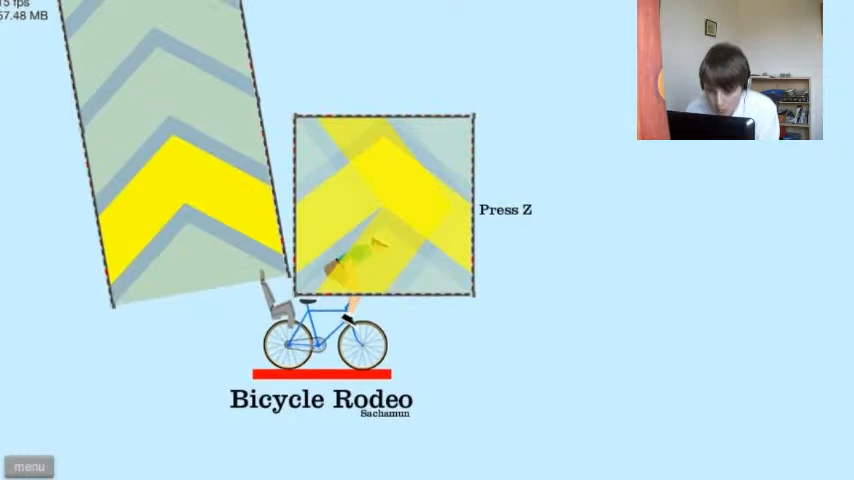 15 fps
57.48 MB
Press Z
Bicycle Rodeo
Sachamun
menu